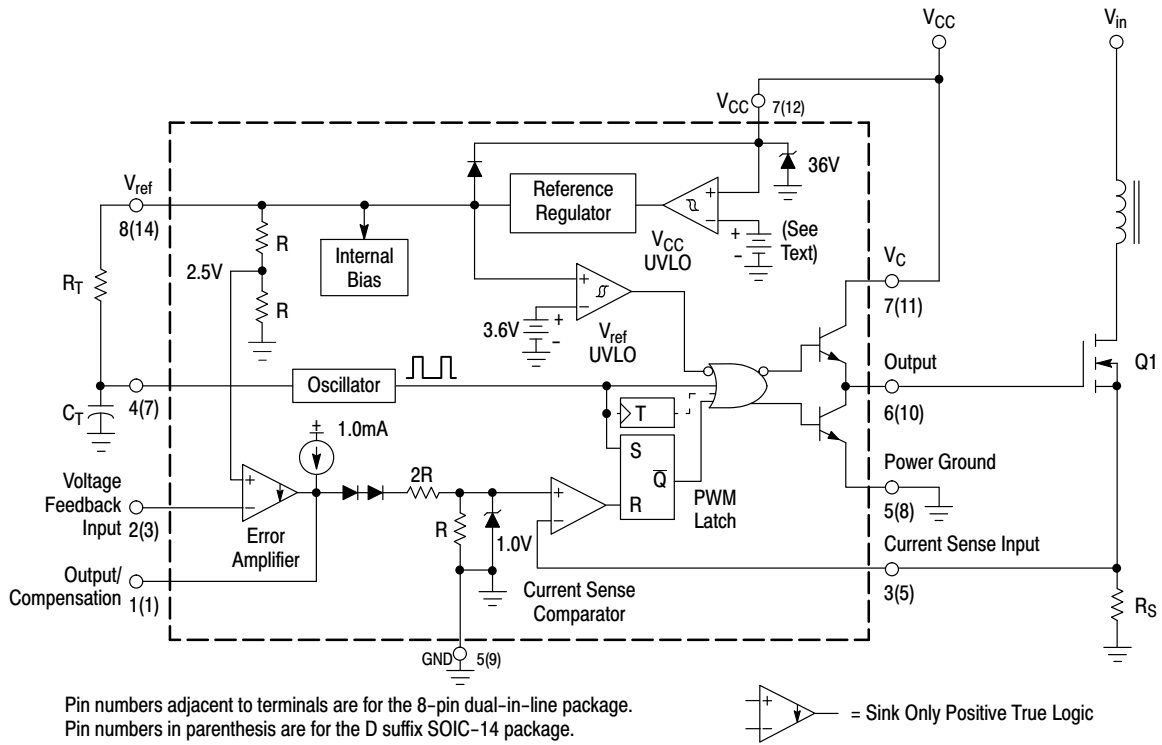 VCC
Vin
VCC
7(12)
36V
Vref
8(14)
Reference
Regulator
+
−
VCC
UVLO
+
−
(See
Text)
R
Internal
Bias
2.5V
R
RT
+
−
3.6V
+
−
Vref
UVLO
VC
7(11)
Q1
Output
6(10)
Oscillator
4(7)
CT
T
+
1.0mA
S
Q
R
PWM
Latch
Voltage
Feedback
Input
2(3)
+
−
Error
Amplifier
2R
R
1.0V
+
−
Current Sense
Comparator
Power Ground
5(8)
Current Sense Input
3(5)
RS
Output/
Compensation
1(1)
GND
5(9)
Pin numbers adjacent to terminals are for the 8−pin dual−in−line package.
Pin numbers in parenthesis are for the D suffix SOIC−14 package.
+
−
= Sink Only Positive True Logic